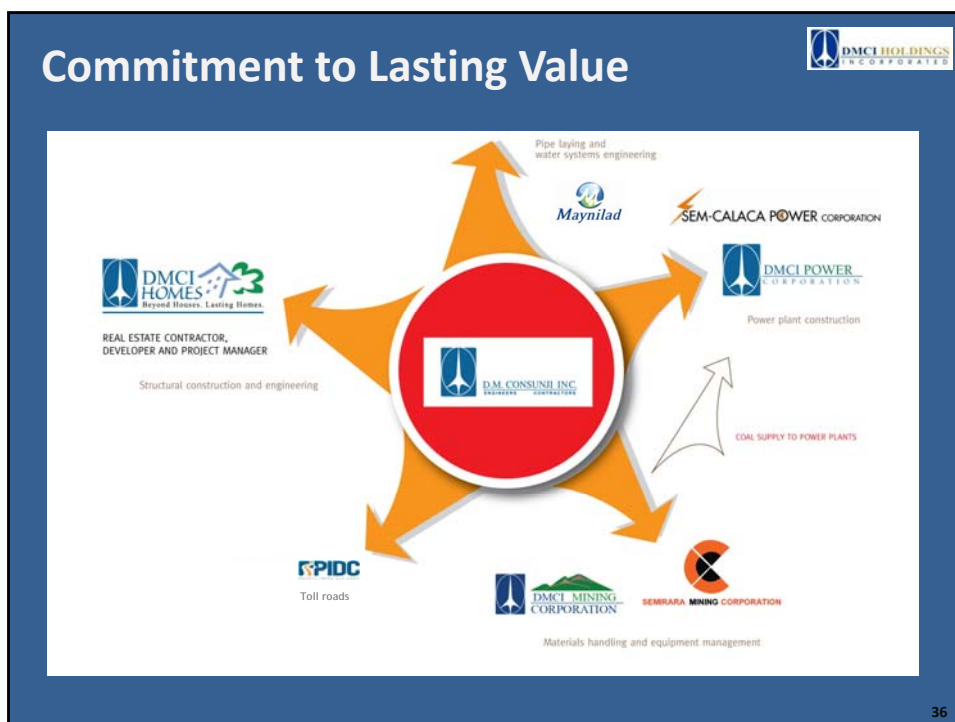 Commitment to Lasting Value
DMCI HOLDINGS
INCORPORATED
Pipe laying and
water systems engineering
Maynilad
SEM-CALACA POWER CORPORATION
DMCI
HOMES
Beyond Houses. Lasting Homes.
DMCI POWER
CORPORATION
REAL ESTATE CONTRACTOR,
DEVELOPER AND PROJECT MANAGER
Power plant construction
Structural construction and engineering
D.M. CONSUNJI INC.
ENGINEERS CONTRACTORS
COAL SUPPLY TO POWER PLANTS
PIDC
Toll roads
DMCI MINING
CORPORATION
SEMIRARA MINING CORPORATION
Materials handling and equipment management
36